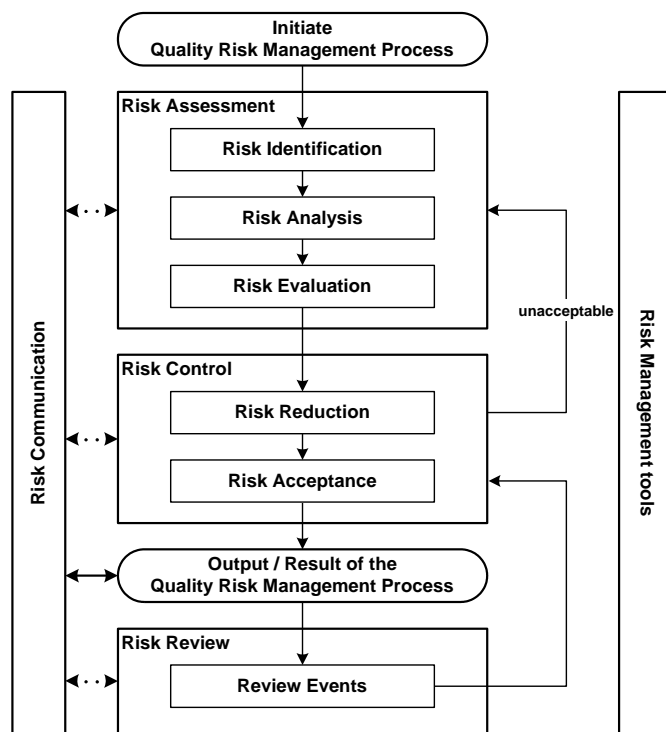 Initiate
Quality Risk Management Process
Risk Assessment
Risk Identification
Risk Analysis
Risk Evaluation
unacceptable
Risk Control
Risk Reduction
Risk Acceptance
Output / Result of the
Quality Risk Management Process
Risk Review
Review Events
Risk Communication
Risk Management tools